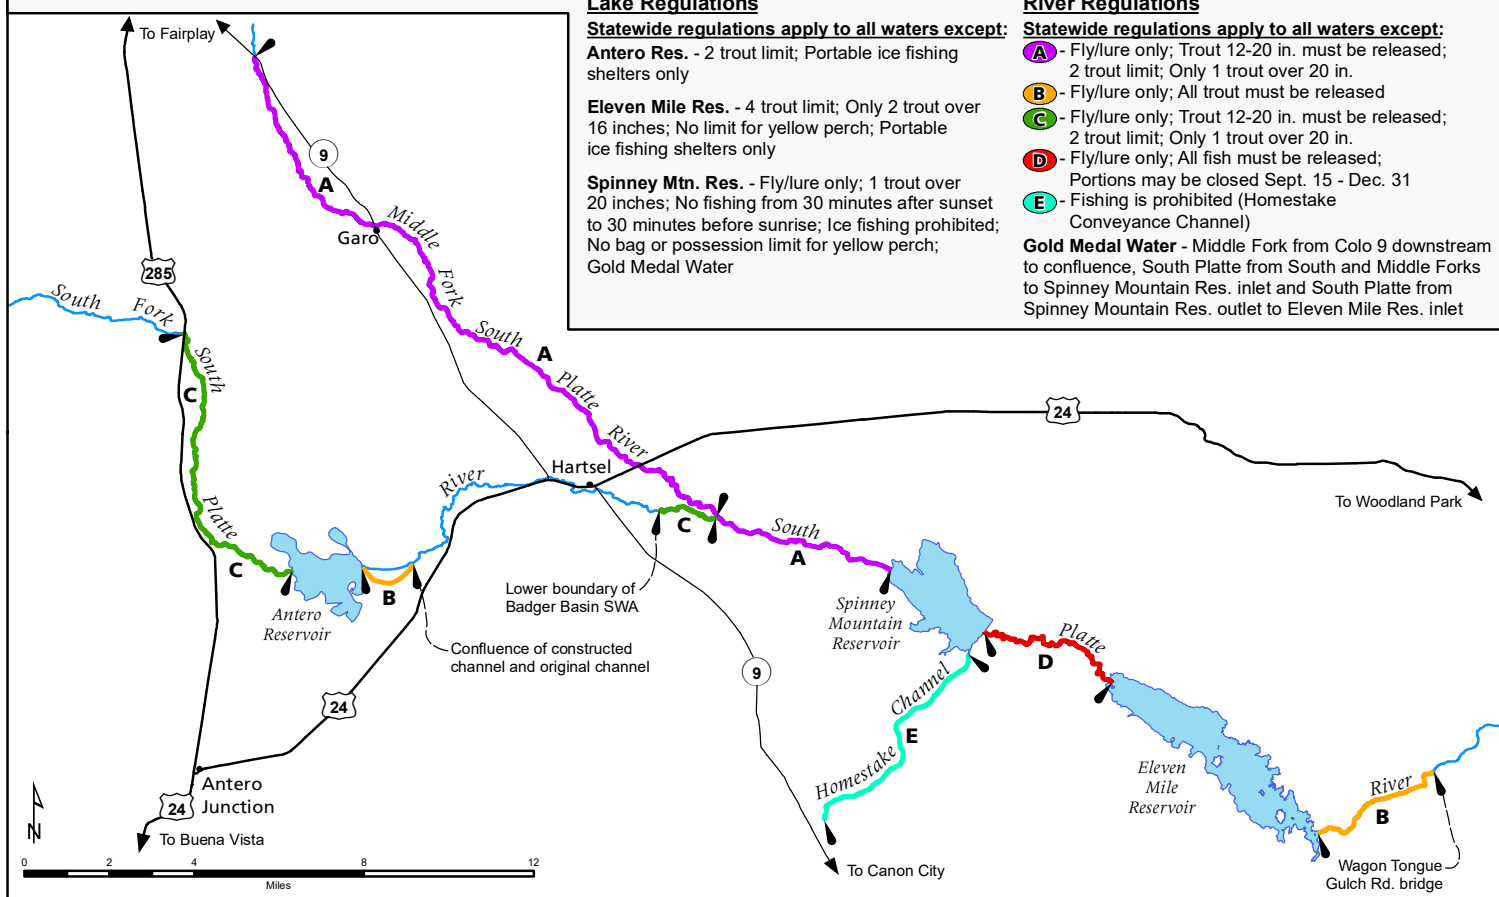 Lake Regulations
Statewide regulations apply to all waters except:
Antero Res. - 2 trout limit; Portable ice fishing
shelters only
Eleven Mile Res. - 4 trout limit; Only 2 trout over
16 inches; No limit for yellow perch; Portable
ice fishing shelters only
Spinney Mtn. Res. - Fly/lure only; 1 trout over
20 inches; No fishing from 30 minutes after sunset
to 30 minutes before sunrise; Ice fishing prohibited;
No bag or possession limit for yellow perch;
Gold Medal Water
River Regulations
Statewide regulations apply to all waters except:
A - Fly/lure only; Trout 12-20 in. must be released;
2 trout limit; Only 1 trout over 20 in.
B - Fly/lure only; All trout must be released
C - Fly/lure only; Trout 12-20 in. must be released;
2 trout limit; Only 1 trout over 20 in.
D - Fly/lure only; All fish must be released;
Portions may be closed Sept. 15 - Dec. 31
E - Fishing is prohibited (Homestake
Conveyance Channel)
Gold Medal Water - Middle Fork from Colo 9 downstream
to confluence, South Platte from South and Middle Forks
to Spinney Mountain Res. inlet and South Platte from
Spinney Mountain Res. outlet to Eleven Mile Res. inlet
To Fairplay
9
A
Middle
Garo
Fork
285
South Fork
South
C
Platte
C
South
A
Platte
River
24
To Woodland Park
Hartsel
River
C
South
A
B
Antero
Reservoir
Lower boundary of
Badger Basin SWA
Confluence of constructed
channel and original channel
Spinney
Mountain
Reservoir
Platte
D
9
24
Channel
E
Homestake
Eleven
Mile
Reservoir
River
B
Antero
Junction
24
To Buena Vista
To Canon City
Wagon Tongue
Gulch Rd. bridge
N
0 2 4 8 12
Miles